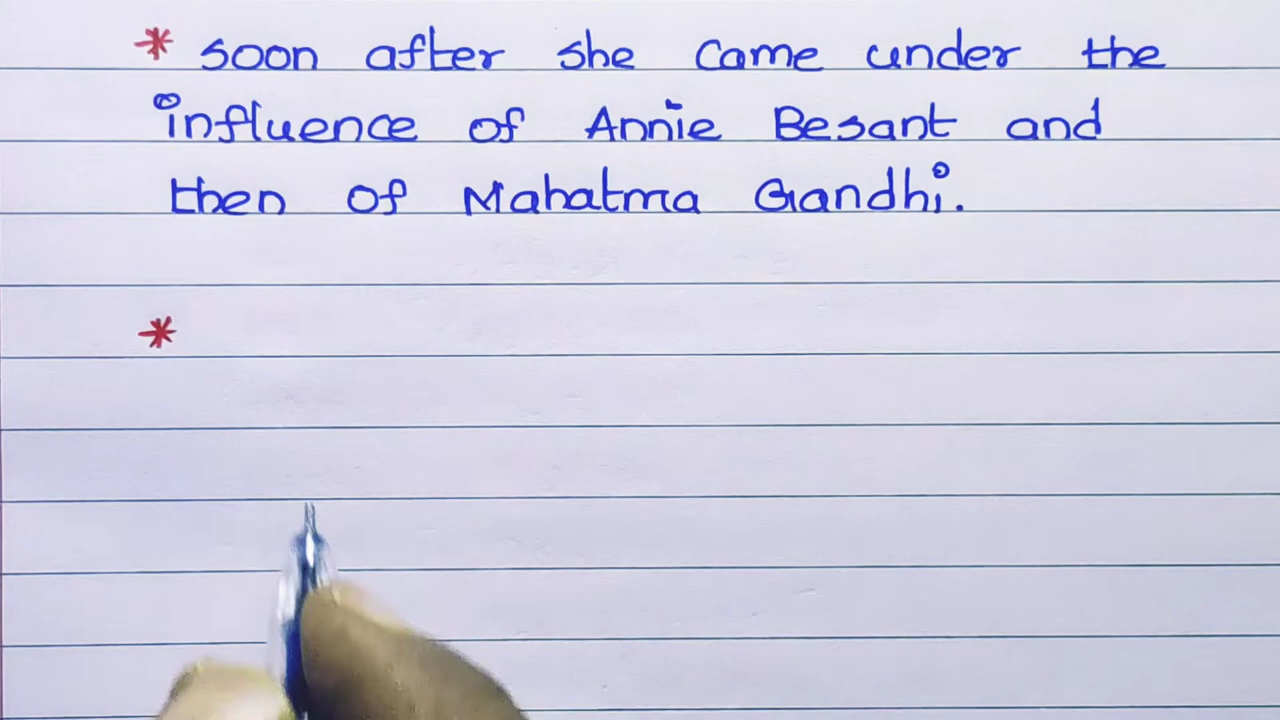 * soon after she came under the
influence of Annie Besant and
then of Mahatma Gandhi.
*